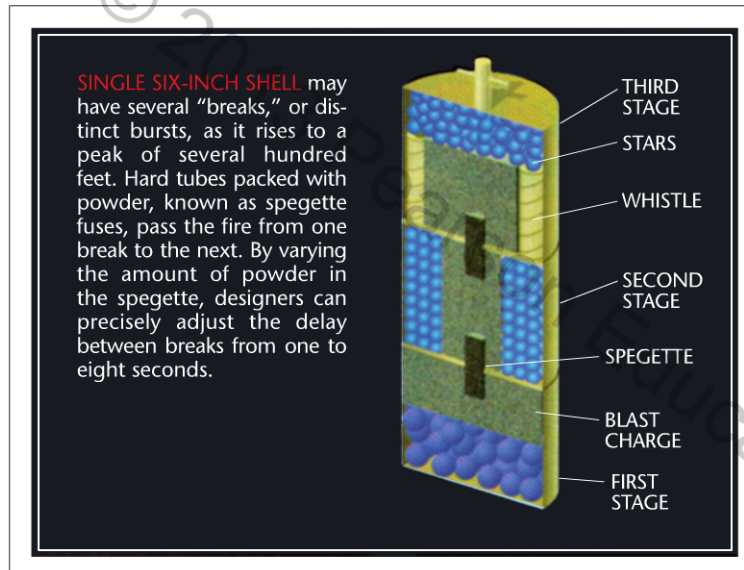 SINGLE SIX-INCH SHELL may
have several “breaks,” or dis-
tinct bursts, as it rises to a
peak of several hundred
feet. Hard tubes packed with
powder, known as spegette
fuses, pass the fire from one
break to the next. By varying
the amount of powder in
the spegette, designers can
precisely adjust the delay
between breaks from one to
eight seconds.
THIRD
STAGE
STARS
WHISTLE
SECOND
STAGE
SPEGETTE
BLAST
CHARGE
FIRST
STAGE